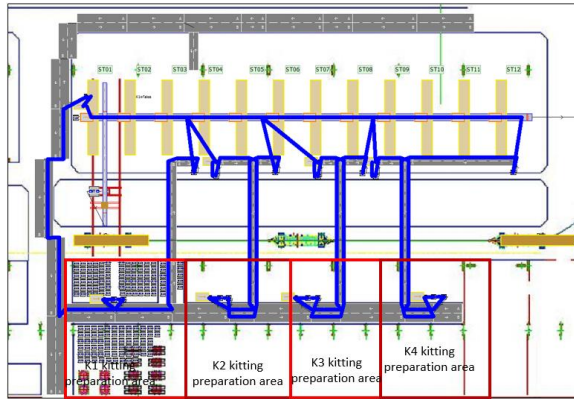 ST01 ST02 ST03 ST04 ST05 ST06 ST07 ST08 ST09 ST10 ST11 ST12
K1 kitting
preparation area
K2 kitting
preparation area
K3 kitting
preparation area
K4 kitting
preparation area